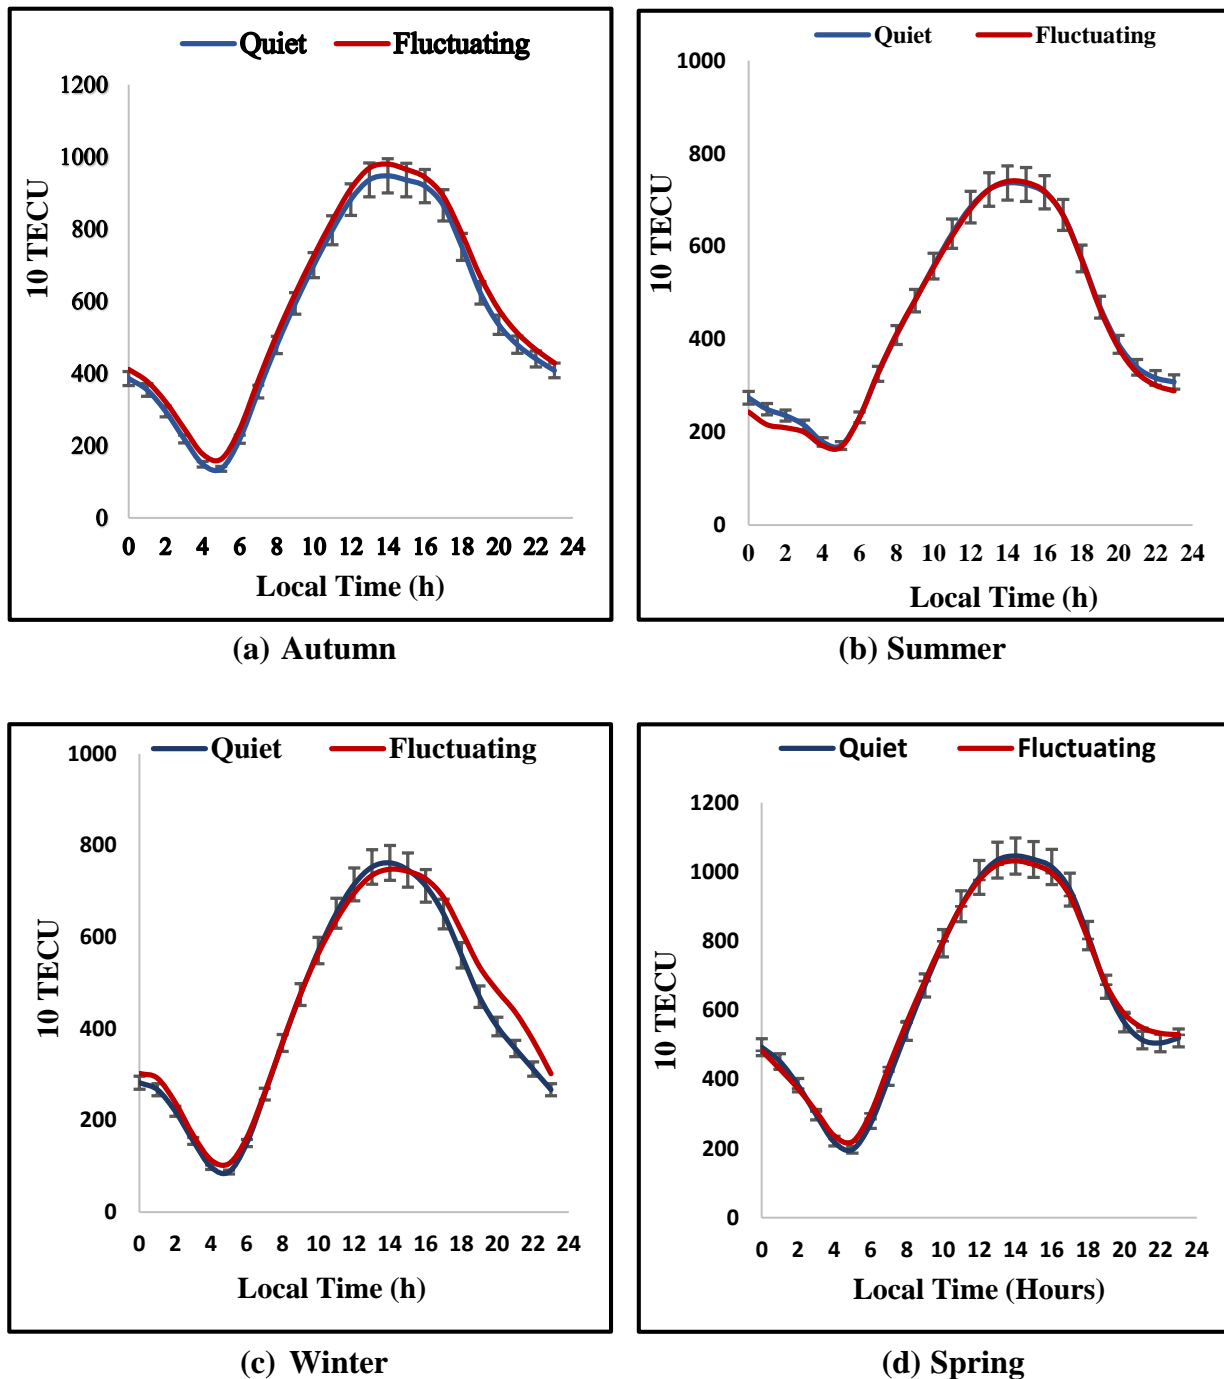 Quiet Fluctuating
1200
1000
800
600
400
200
0
10 TECU
0 2 4 6 8 10 12 14 16 18 20 22 24
Local Time (h)
(a) Autumn
Quiet Fluctuating
1000
800
600
400
200
0
10 TECU
0 2 4 6 8 10 12 14 16 18 20 22 24
Local Time (h)
(b) Summer
Quiet Fluctuating
1000
800
600
400
200
0
10 TECU
0 2 4 6 8 10 12 14 16 18 20 22 24
Local Time (h)
(c) Winter
Quiet Fluctuating
1200
1000
800
600
400
200
0
10 TECU
0 2 4 6 8 10 12 14 16 18 20 22 24
Local Time (Hours)
(d) Spring